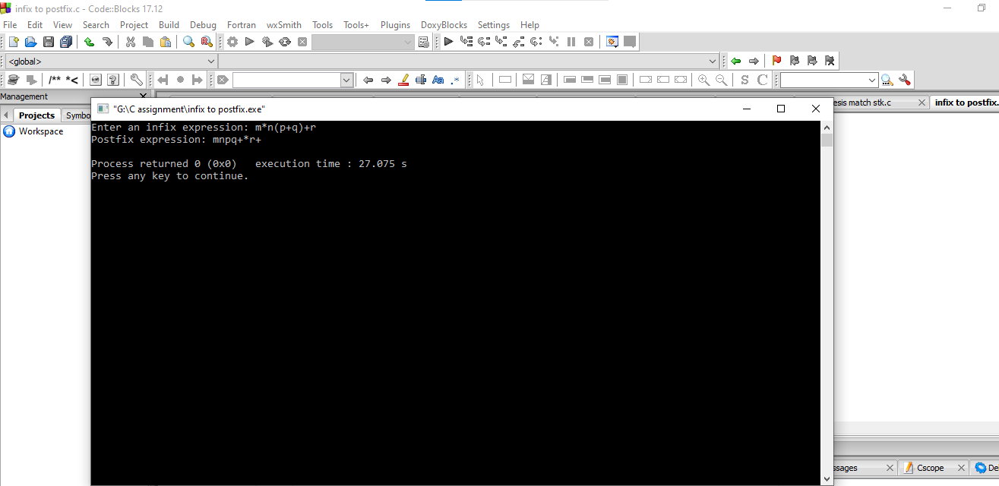 infix to postfix.c - Code::Blocks 17.12
File Edit View Search Project Build Debug Fortran wxSmith Tools Tools+ Plugins DoxyBlocks Settings Help
<global>
/** *<
S C
Management
"G:\C assignment\infix to postfix.exe"
esis match stk.c infix to postfix.
Projects Symbo
Workspace
Enter an infix expression: m*n(p+q)+r
Postfix expression: mnpq+*r+
Process returned 0 (0x0) execution time : 27.075 s
Press any key to continue.
ssages Cscope De